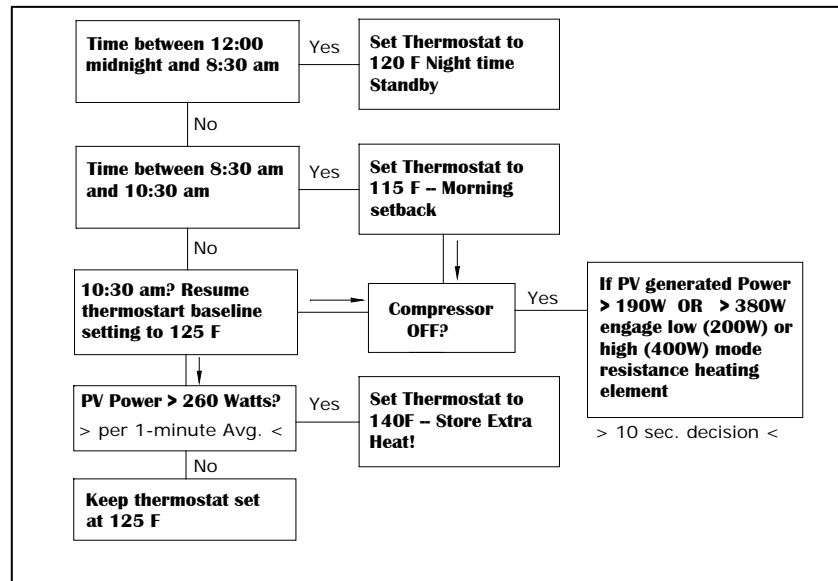 Time between 12:00
midnight and 8:30 am
Yes
Set Thermostat to
120 F Night time
Standby
No
Time between 8:30 am
and 10:30 am
Yes
Set Thermostat to
115 F -- Morning
setback
No
10:30 am? Resume
thermostart baseline
setting to 125 F
Compressor
OFF?
Yes
If PV generated Power
> 190W OR > 380W
engage low (200W) or
high (400W) mode
resistance heating
element
> 10 sec. decision <
PV Power > 260 Watts?
> per 1-minute Avg. <
Yes
Set Thermostat to
140F -- Store Extra
Heat!
No
Keep thermostat set
at 125 F